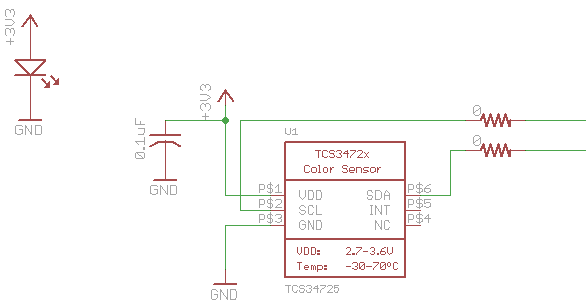 +3V3
GND
+3V3
0.1uF
GND
0
0
U1
TCS3472x
Color Sensor
P$1 VDD SDA P$6
P$2 SCL INT P$5
P$3 GND NC P$4
VDD: 2.7-3.6V
Temp: -30-70°C
TCS34725
GND